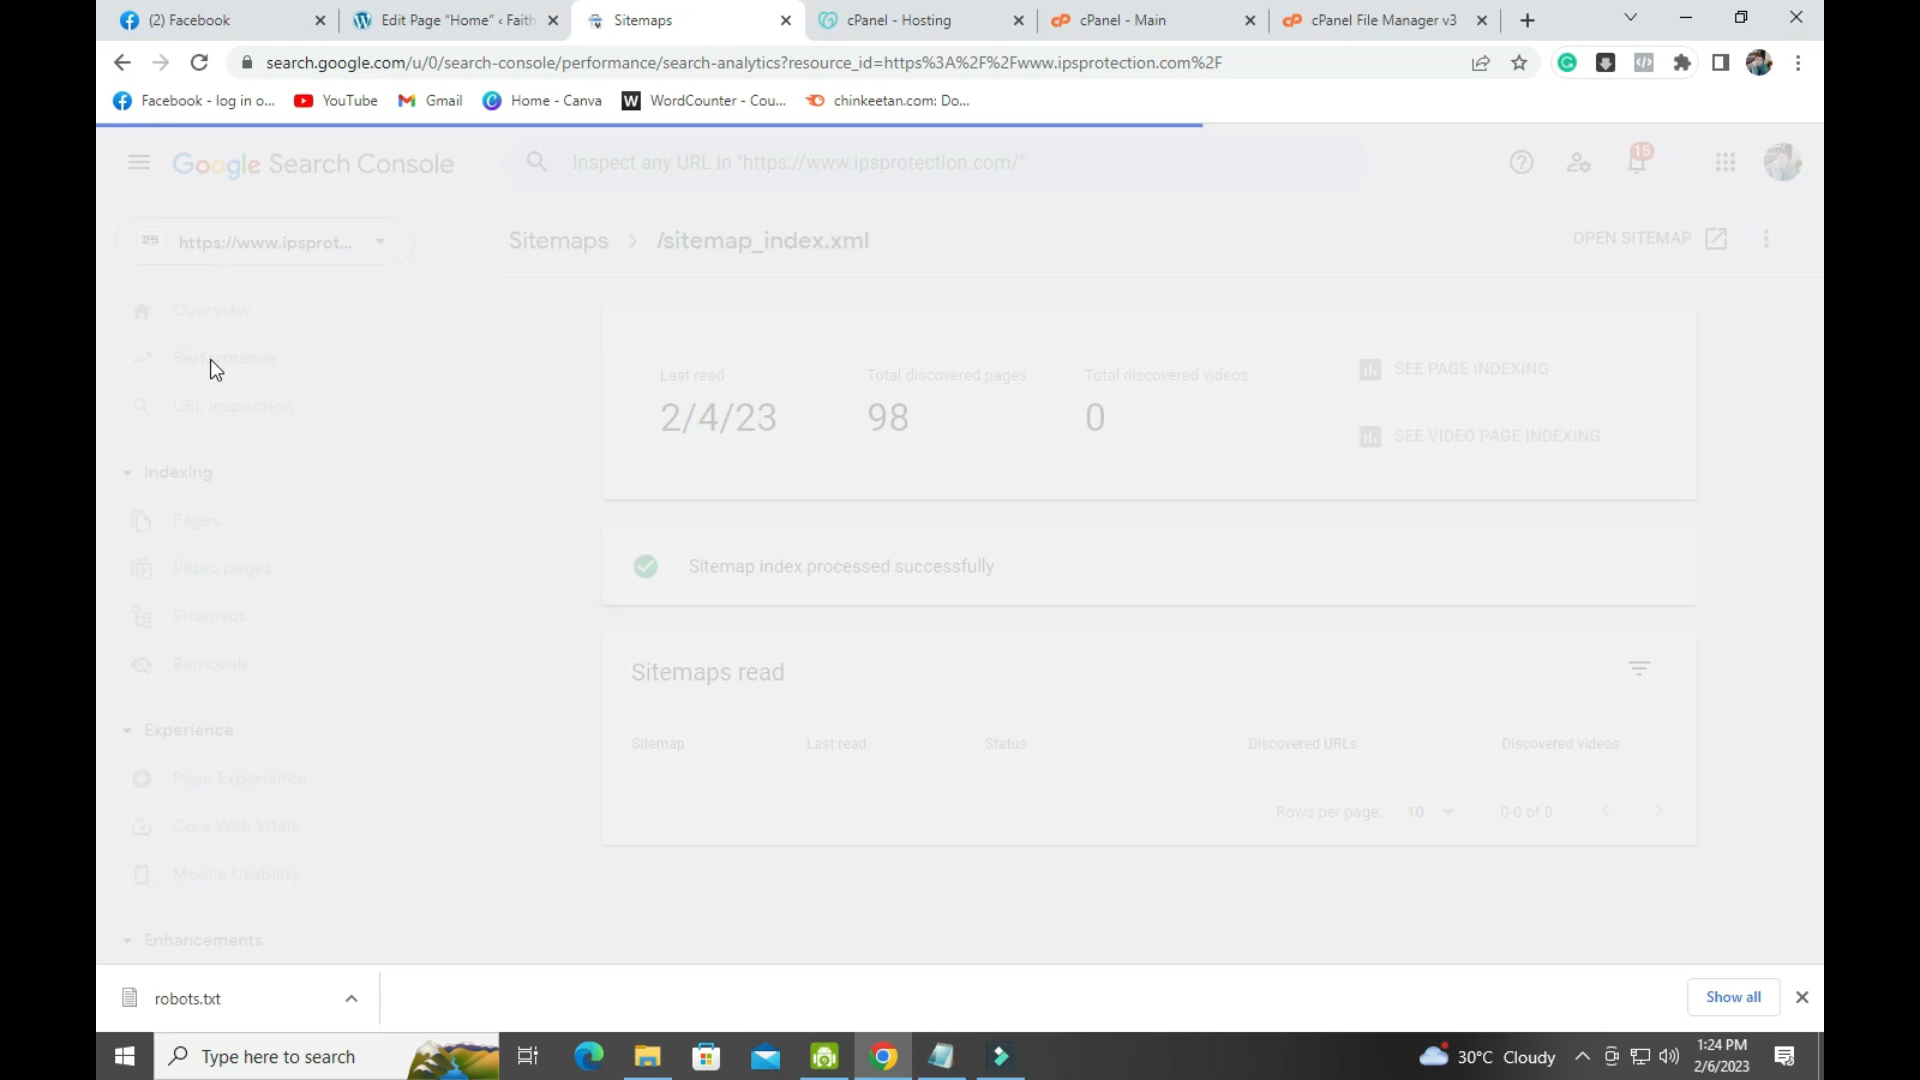 (2) Facebook
Edit Page "Home" ‹ Faith
Sitemaps
cPanel - Hosting
cPanel - Main
cPanel File Manager v3
search.google.com/u/0/search-console/performance/search-analytics?resource_id=https%3A%2F%2Fwww.ipsprotection.com%2F
Facebook - log in o...
YouTube
Gmail
Home - Canva
WordCounter - Cou...
chinkeetan.com: Do...
Google Search Console
Inspect any URL in "https://www.ipsprotection.com/"
15
IPS
https://www.ipsprot...
Sitemaps
/sitemap_index.xml
OPEN SITEMAP
Overview
Performance
URL inspection
Indexing
Pages
Video pages
Sitemaps
Removals
Experience
Page Experience
Core Web Vitals
Mobile Usability
Enhancements
Last read
2/4/23
Total discovered pages
98
Total discovered videos
0
SEE PAGE INDEXING
SEE VIDEO PAGE INDEXING
Sitemap index processed successfully
Sitemaps read
Sitemap
Last read
Status
Discovered URLs
Discovered videos
Rows per page:
10
0-0 of 0
robots.txt
Show all
Type here to search
30°C Cloudy
1:24 PM
2/6/2023